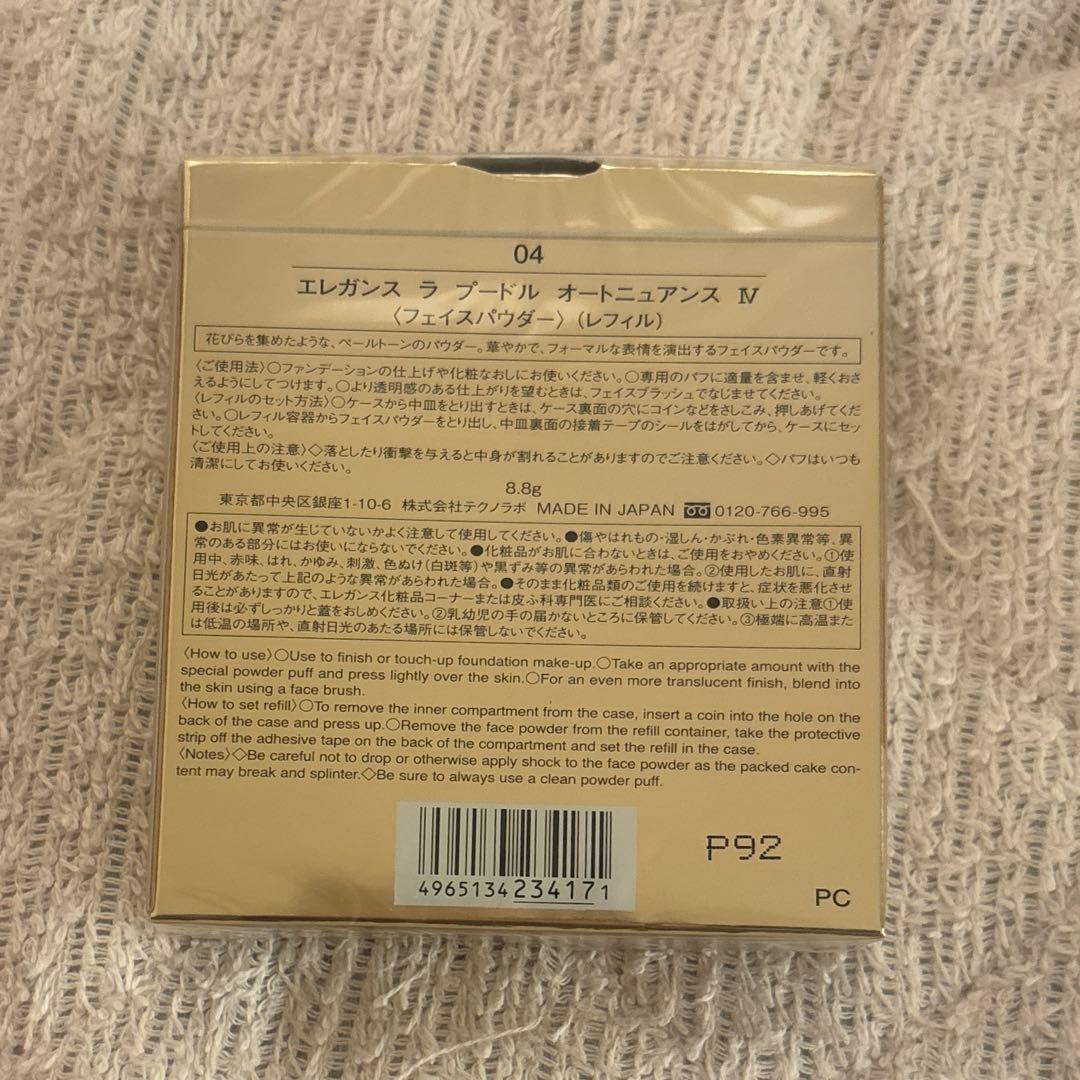 04
エレガンス ラ プードル オートニュアンス Ⅳ
〈フェイスパウダー〉(レフィル)
花びらを集めたような、ペールトーンのパウダー。華やかで、フォーマルな表情を演出するフェイスパウダーです。
〈ご使用法〉○ファンデーションの仕上げや化粧なおしにお使いください。○専用のパフに適量を含ませ、軽くおさ
えるようにしてつけます。○より透明感のある仕上がりを望むときは、フェイスブラッシュでなじませてください。
〈レフィルのセット方法〉○ケースから中皿をとり出すときは、ケース裏面の穴にコインなどをさしこみ、押しあげてくだ
さい。○レフィル容器からフェイスパウダーをとり出し、中皿裏面の接着テープのシールをはがしてから、ケースにセッ
トしてください。
〈ご使用上の注意〉◇落としたり衝撃を与えると中身が割れることがありますのでご注意ください。◇パフはいつも
清潔にしてお使いください。
8.8g
東京都中央区銀座1-10-6 株式会社テクノラボ MADE IN JAPAN 0120-766-995
●お肌に異常が生じていないかよく注意して使用してください。●傷やはれもの・湿しん・かぶれ・色素異常等、異
常のある部分にはお使いにならないでください。●化粧品がお肌に合わないときは、ご使用をおやめください。①使
用中、赤味、はれ、かゆみ、刺激、色ぬけ(白斑等)や黒ずみ等の異常があらわれた場合。②使用したお肌に、直射
日光があたって上記のような異常があらわれた場合。●そのまま化粧品類のご使用を続けますと、症状を悪化させ
ることがありますので、エレガンス化粧品コーナーまたは皮ふ科専門医にご相談ください。●取扱い上の注意①使
用後は必ずしっかりと蓋をおしめください。②乳幼児の手の届かないところに保管してください。③極端に高温また
は低温の場所や、直射日光のあたる場所には保管しないでください。
〈How to use〉○Use to finish or touch-up foundation make-up.○Take an appropriate amount with the
special powder puff and press lightly over the skin.○For an even more translucent finish, blend into
the skin using a face brush.
〈How to set refill〉○To remove the inner compartment from the case, insert a coin into the hole on the
back of the case and press up.○Remove the face powder from the refill container, take the protective
strip off the adhesive tape on the back of the compartment and set the refill in the case.
〈Notes〉◇Be careful not to drop or otherwise apply shock to the face powder as the packed cake con-
tent may break and splinter.◇Be sure to always use a clean powder puff.
4965134234171
P92
PC